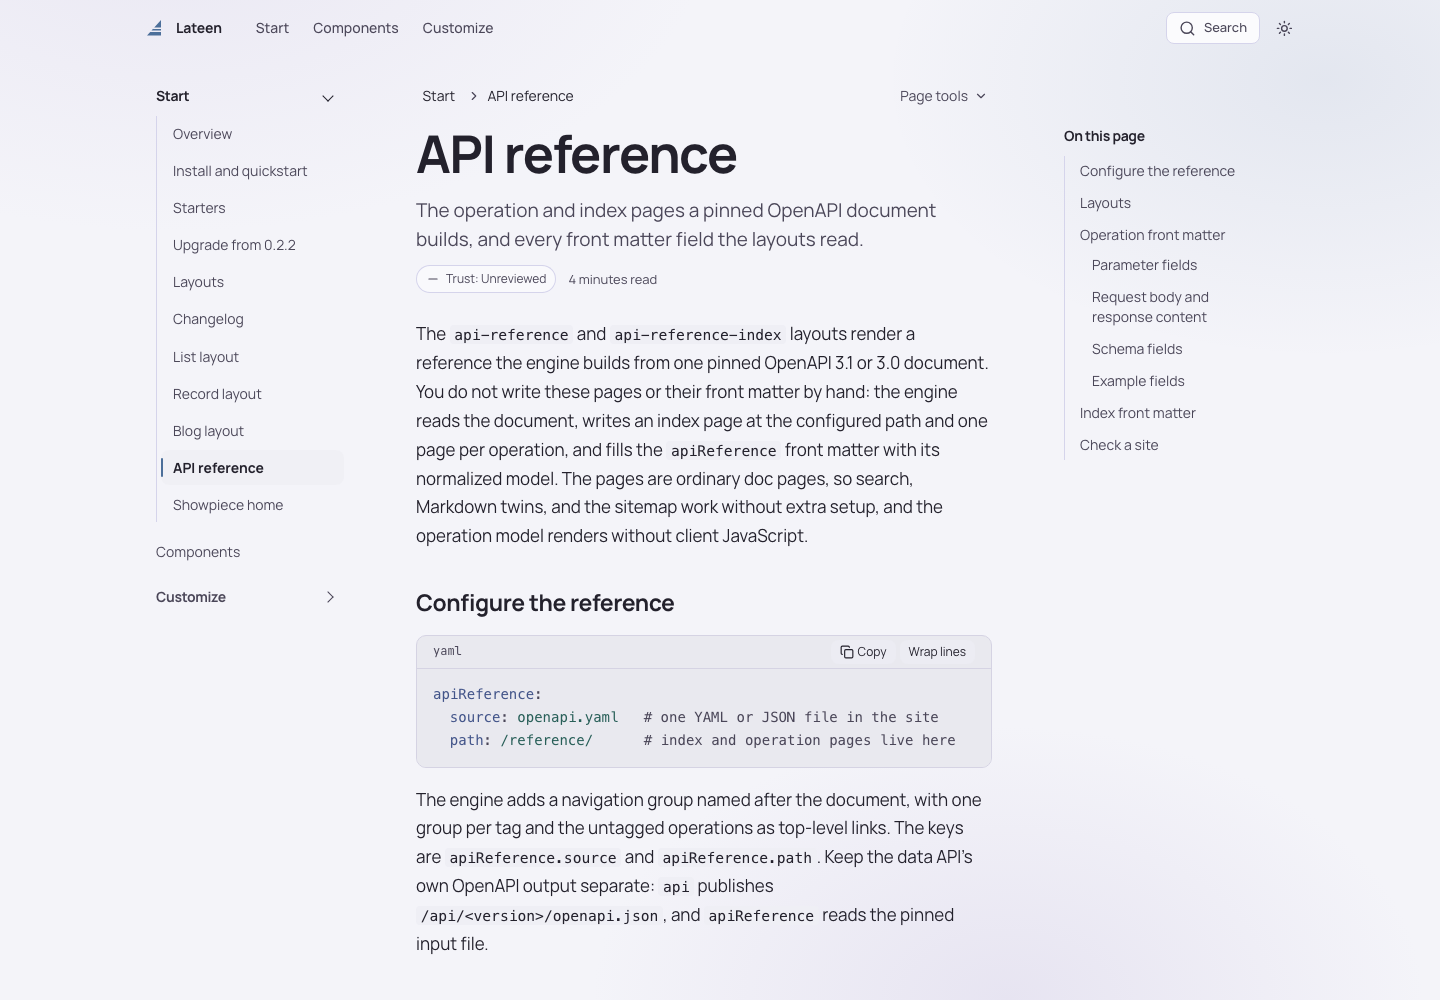 Lateen
Start
Components
Customize
Search
Start
Overview
Install and quickstart
Starters
Upgrade from 0.2.2
Layouts
Changelog
List layout
Record layout
Blog layout
API reference
Showpiece home
Components
Customize
Start > API reference
Page tools
API reference
The operation and index pages a pinned OpenAPI document
builds, and every front matter field the layouts read.
Trust: Unreviewed
4 minutes read
The api-reference and api-reference-index layouts render a
reference the engine builds from one pinned OpenAPI 3.1 or 3.0 document.
You do not write these pages or their front matter by hand: the engine
reads the document, writes an index page at the configured path and one
page per operation, and fills the apiReference front matter with its
normalized model. The pages are ordinary doc pages, so search,
Markdown twins, and the sitemap work without extra setup, and the
operation model renders without client JavaScript.
Configure the reference
yaml
Copy
Wrap lines
apiReference:
  source: openapi.yaml   # one YAML or JSON file in the site
  path: /reference/      # index and operation pages live here
The engine adds a navigation group named after the document, with one
group per tag and the untagged operations as top-level links. The keys
are apiReference.source and apiReference.path. Keep the data API's
own OpenAPI output separate: api publishes
/api/<version>/openapi.json, and apiReference reads the pinned
input file.
On this page
Configure the reference
Layouts
Operation front matter
Parameter fields
Request body and
response content
Schema fields
Example fields
Index front matter
Check a site